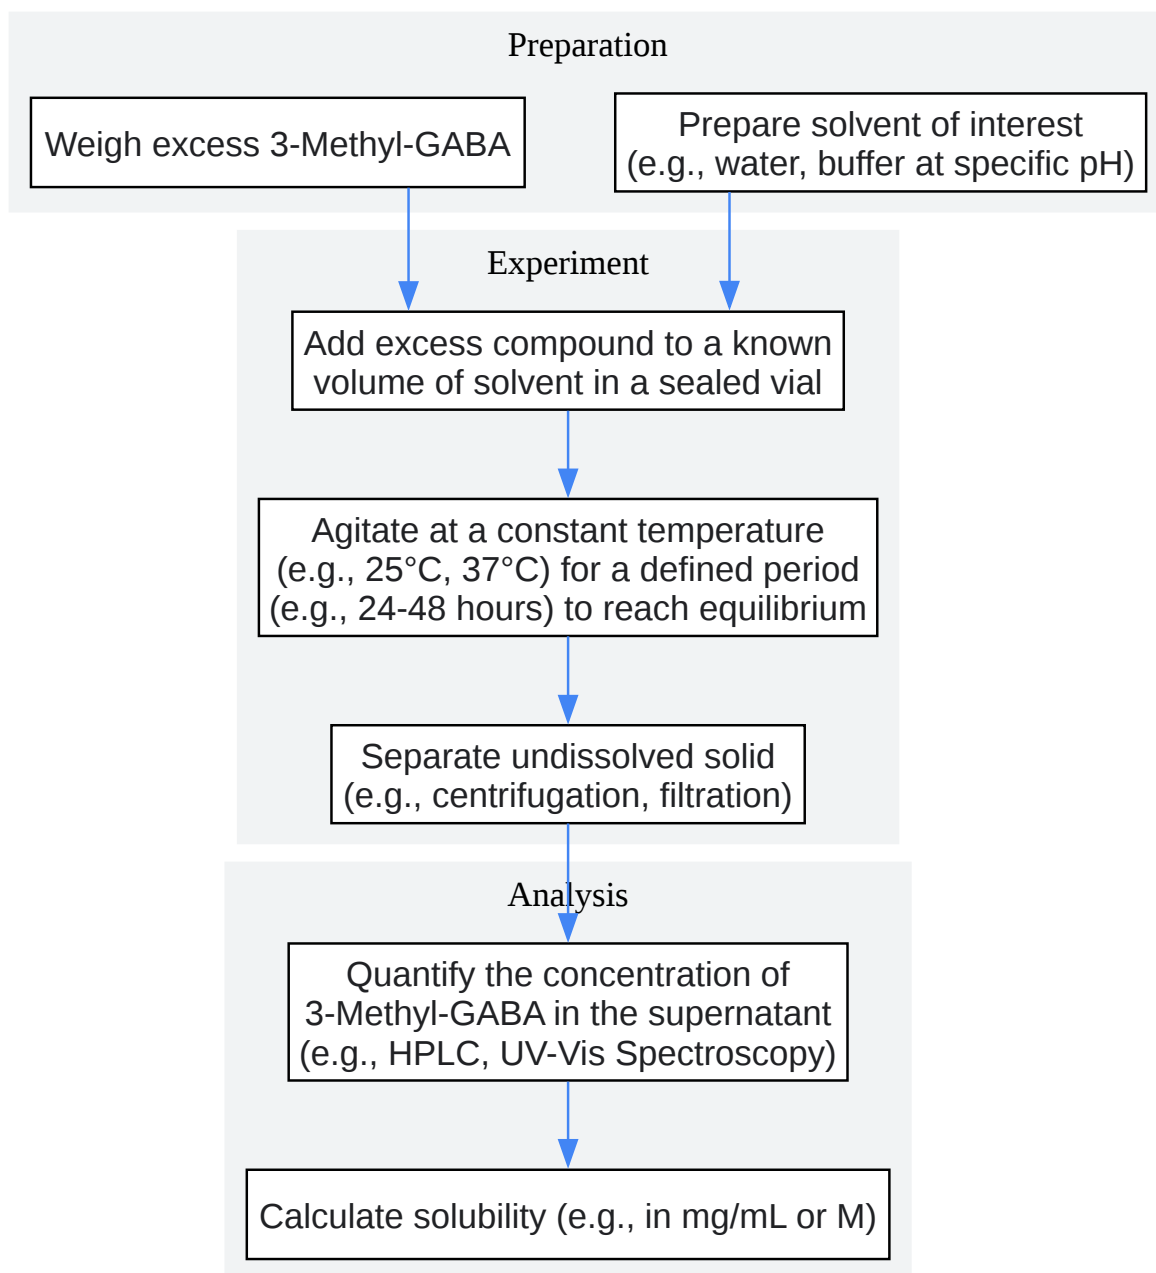 Preparation
Weigh excess 3-Methyl-GABA
Prepare solvent of interest
(e.g., water, buffer at specific pH)
Experiment
Add excess compound to a known
volume of solvent in a sealed vial
Agitate at a constant temperature
(e.g., 25°C, 37°C) for a defined period
(e.g., 24-48 hours) to reach equilibrium
Separate undissolved solid
(e.g., centrifugation, filtration)
Analysis
Quantify the concentration of
3-Methyl-GABA in the supernatant
(e.g., HPLC, UV-Vis Spectroscopy)
Calculate solubility (e.g., in mg/mL or M)